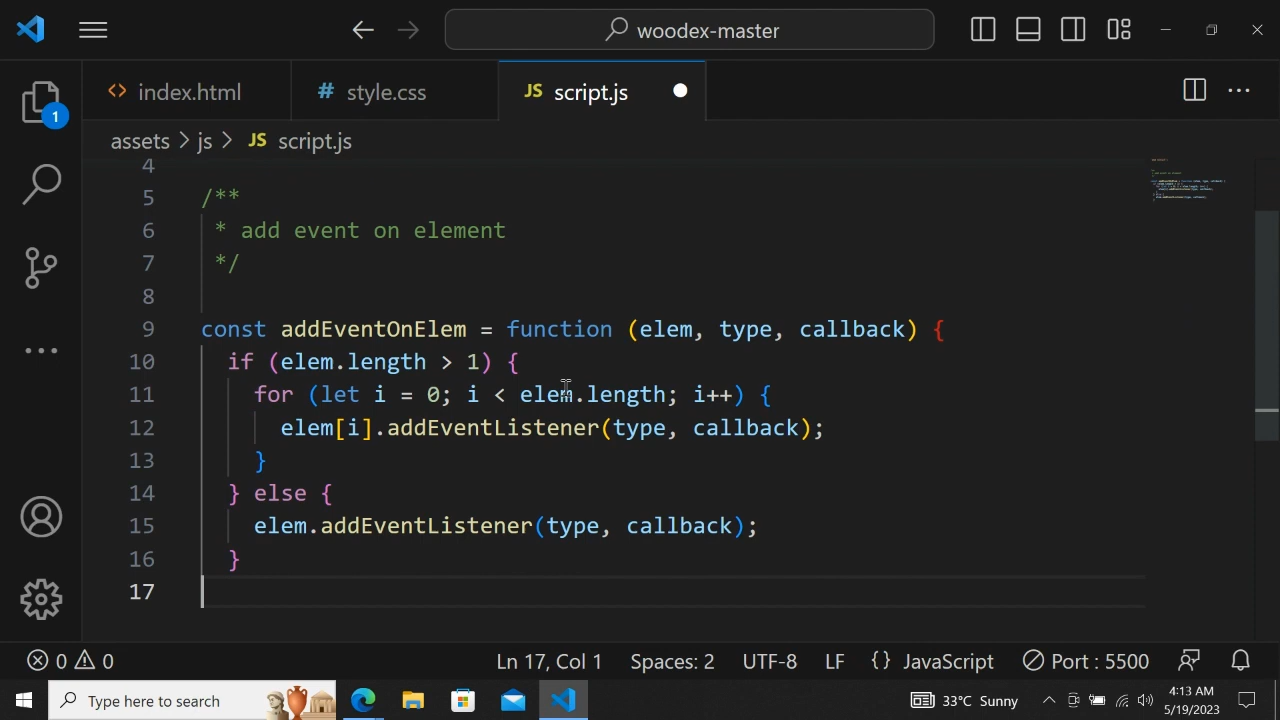 woodex-master
index.html
style.css
JS script.js
1
assets > js > JS script.js
4
5 /**
6 * add event on element
7 */
8
9 const addEventOnElem = function (elem, type, callback) {
10 if (elem.length > 1) {
11 for (let i = 0; i < elem.length; i++) {
12 elem[i].addEventListener(type, callback);
13 }
14 } else {
15 elem.addEventListener(type, callback);
16 }
17
0 0 Ln 17, Col 1 Spaces: 2 UTF-8 LF {} JavaScript Port : 5500
Type here to search
33°C Sunny
4:13 AM
5/19/2023